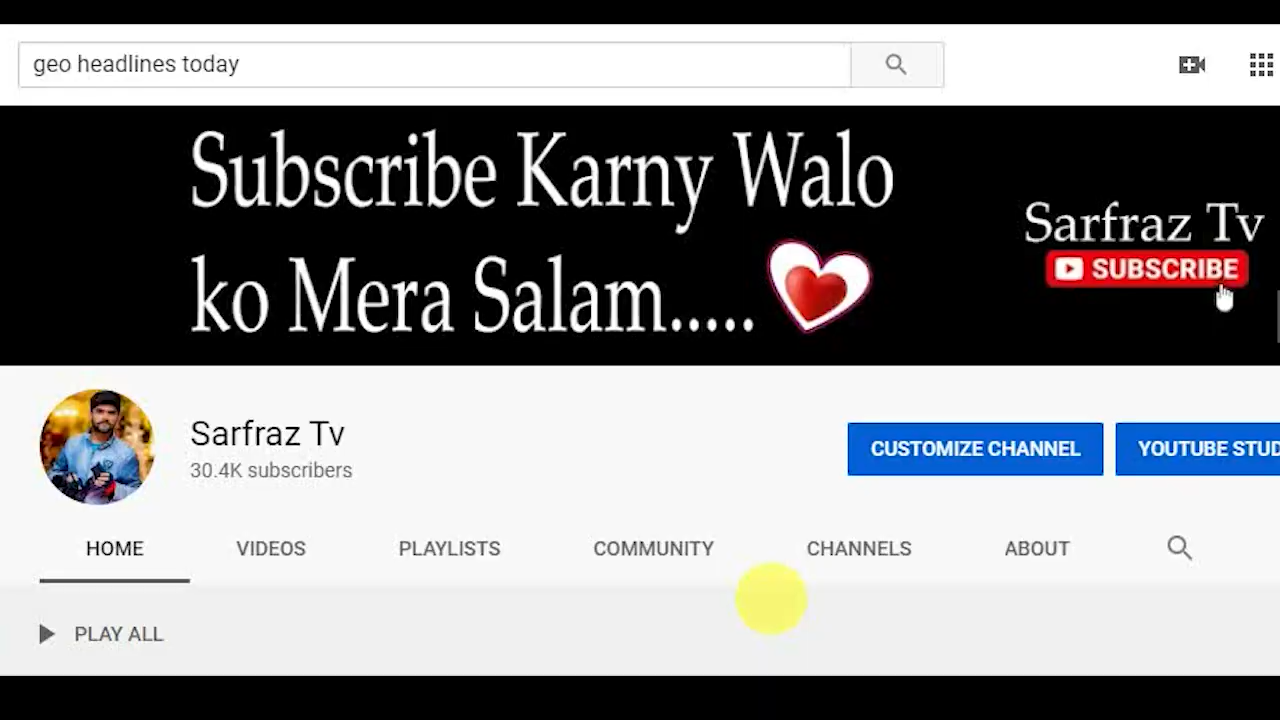 geo headlines today
Subscribe Karny Walo
ko Mera Salam.....
Sarfraz Tv
SUBSCRIBE
Sarfraz Tv
30.4K subscribers
CUSTOMIZE CHANNEL
YOUTUBE STUD
HOME
VIDEOS
PLAYLISTS
COMMUNITY
CHANNELS
ABOUT
PLAY ALL